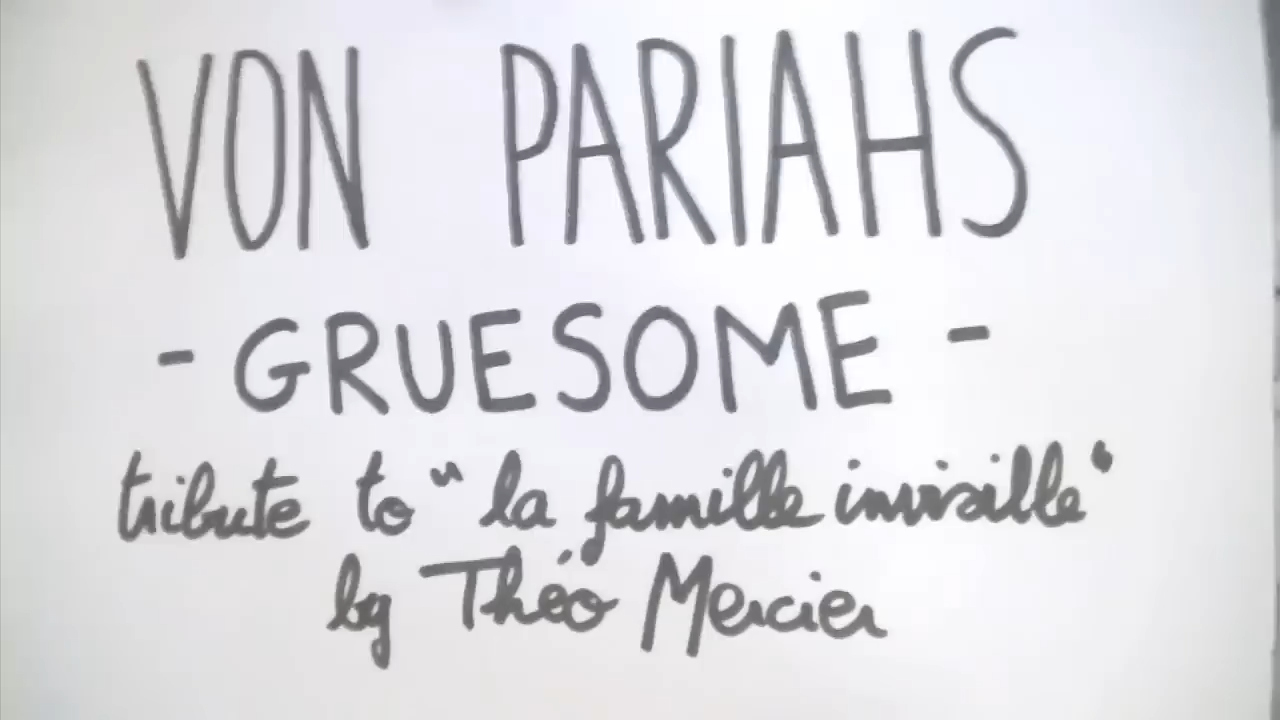 VON PARIAHS
- GRUESOME -
tribute to "la famille invisible"
by Théo Mercier